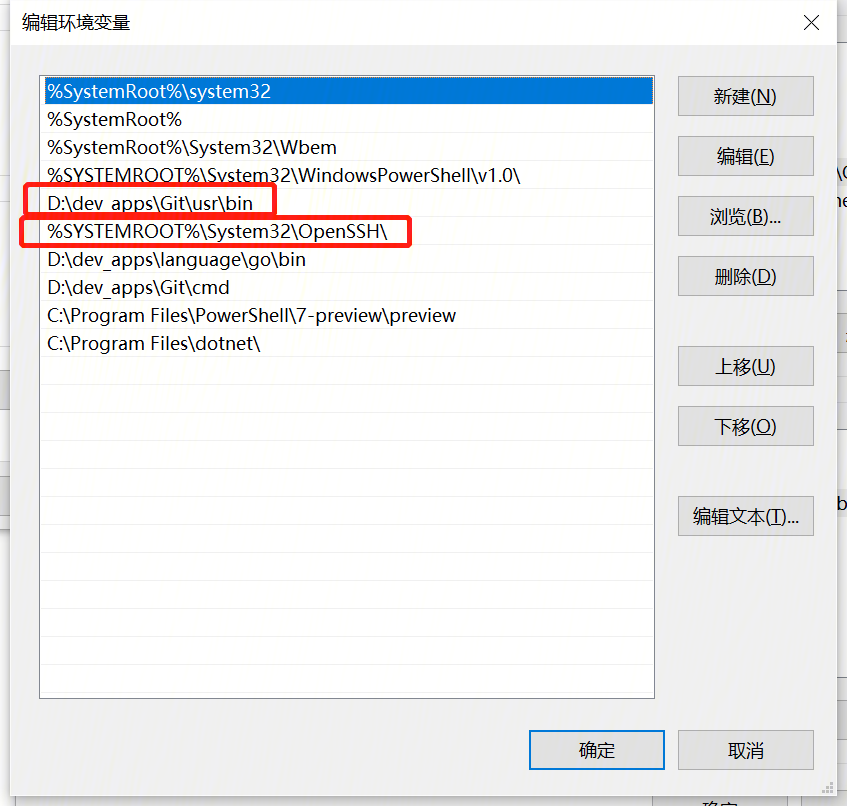 编辑环境变量
%SystemRoot%\system32
%SystemRoot%
%SystemRoot%\System32\Wbem
%SYSTEMROOT%\System32\WindowsPowerShell\v1.0\
D:\dev_apps\Git\usr\bin
%SYSTEMROOT%\System32\OpenSSH\
D:\dev_apps\language\go\bin
D:\dev_apps\Git\cmd
C:\Program Files\PowerShell\7-preview\preview
C:\Program Files\dotnet\
新建(N)
编辑(E)
浏览(B)...
删除(D)
上移(U)
下移(O)
编辑文本(T)...
确定
取消